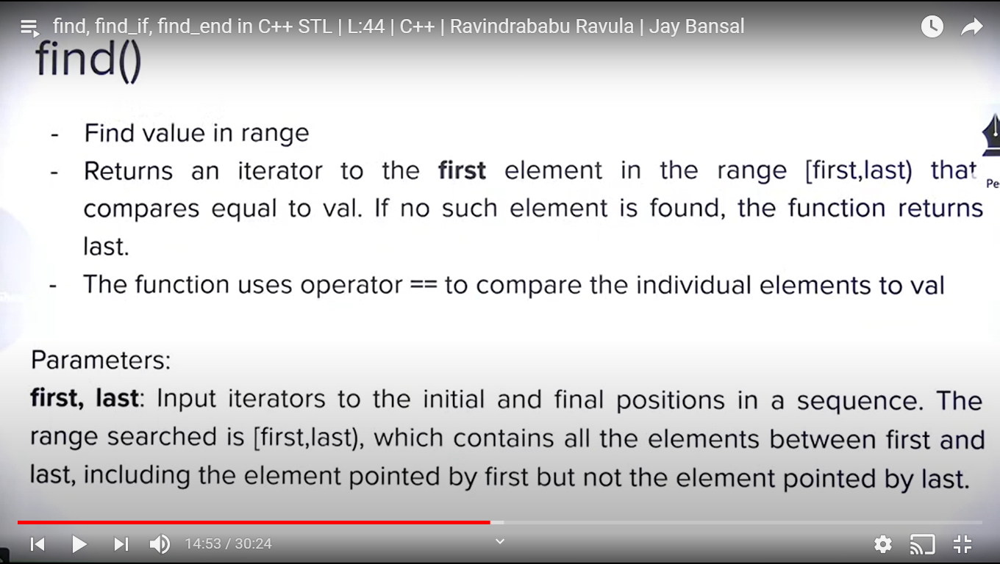 find, find_if, find_end in C++ STL | L:44 | C++ | Ravindrababu Ravula | Jay Bansal
find()
- Find value in range
- Returns an iterator to the first element in the range [first,last) that
Pe
compares equal to val. If no such element is found, the function returns
last.
- The function uses operator == to compare the individual elements to val
Parameters:
first, last: Input iterators to the initial and final positions in a sequence. The
range searched is [first,last), which contains all the elements between first and
last, including the element pointed by first but not the element pointed by last.
14:53 / 30:24